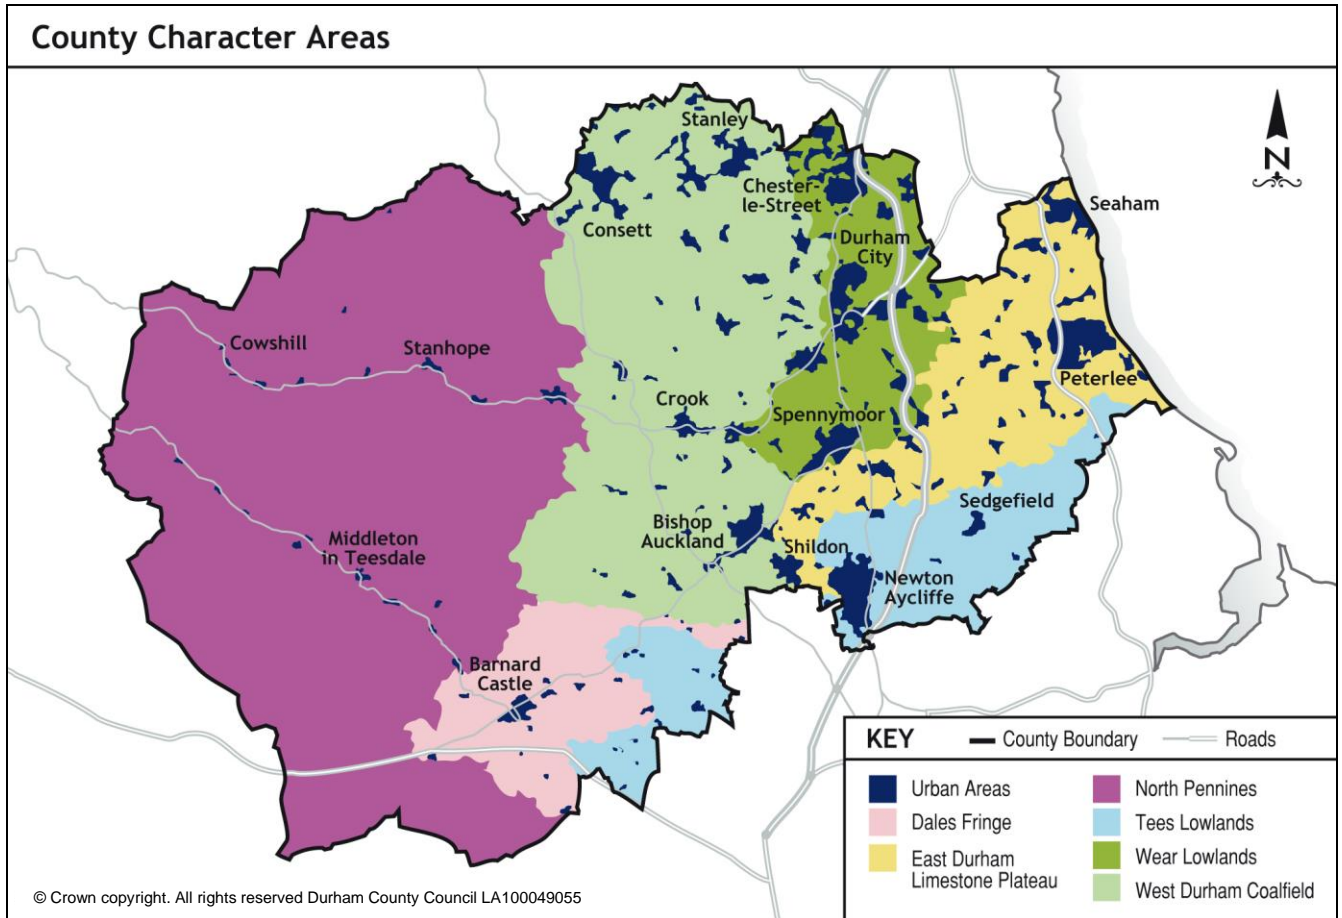 County Character Areas
N
Stanley
Chester-
le-Street
Seaham
Consett
Durham
City
Cowshill
Stanhope
Peterlee
Crook
Spennymoor
Sedgefield
Bishop
Auckland
Shildon
Middleton
in Teesdale
Newton
Aycliffe
Barnard
Castle
KEY
County Boundary
Roads
Urban Areas
North Pennines
Dales Fringe
Tees Lowlands
East Durham
Limestone Plateau
Wear Lowlands
West Durham Coalfield
© Crown copyright. All rights reserved Durham County Council LA100049055